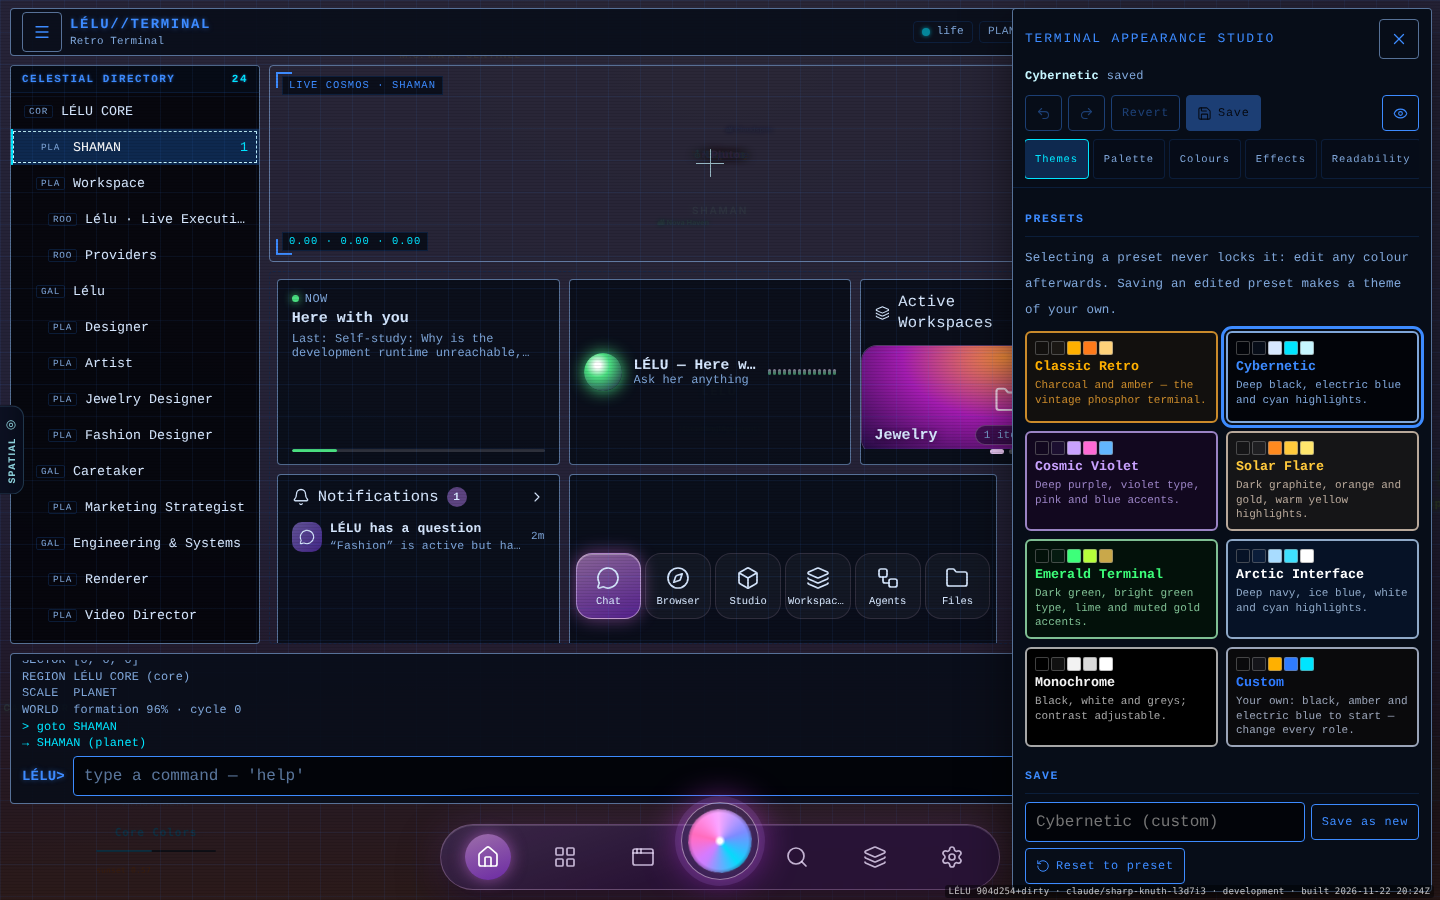 LÉLU//TERMINAL
Retro Terminal
life
CELESTIAL DIRECTORY 24
COR LÉLU CORE
PLA SHAMAN 1
PLA Workspace
ROO Lélu · Live Executi…
ROO Providers
GAL Lélu
PLA Designer
PLA Artist
PLA Jewelry Designer
PLA Fashion Designer
GAL Caretaker
PLA Marketing Strategist
GAL Engineering & Systems
PLA Renderer
PLA Video Director
SPATIAL
LIVE COSMOS · SHAMAN
SHAMAN
0.00 · 0.00 · 0.00
NOW
Here with you
Last: Self-study: Why is the
development runtime unreachable,…
LÉLU — Here w…
Ask her anything
Active
Workspaces
Jewelry
Notifications 1
LÉLU has a question
“Fashion” is active but ha…
2m
Chat
Browser
Studio
Workspac…
Agents
Files
SECTOR [0, 0, 0]
REGION LÉLU CORE (core)
SCALE PLANET
WORLD formation 96% · cycle 0
> goto SHAMAN
→ SHAMAN (planet)
LÉLU> type a command — 'help'
TERMINAL APPEARANCE STUDIO
Cybernetic saved
Revert
Save
Themes
Palette
Colours
Effects
Readability
PRESETS
Selecting a preset never locks it: edit any colour
afterwards. Saving an edited preset makes a theme
of your own.
Classic Retro
Charcoal and amber — the
vintage phosphor terminal.
Cybernetic
Deep black, electric blue
and cyan highlights.
Cosmic Violet
Deep purple, violet type,
pink and blue accents.
Solar Flare
Dark graphite, orange and
gold, warm yellow
highlights.
Emerald Terminal
Dark green, bright green
type, lime and muted gold
accents.
Arctic Interface
Deep navy, ice blue, white
and cyan highlights.
Monochrome
Black, white and greys;
contrast adjustable.
Custom
Your own: black, amber and
electric blue to start —
change every role.
SAVE
Cybernetic (custom)
Save as new
Reset to preset
LÉLU 904d254+dirty · claude/sharp-knuth-l3d7i3 · development · built 2026-11-22 20:24Z